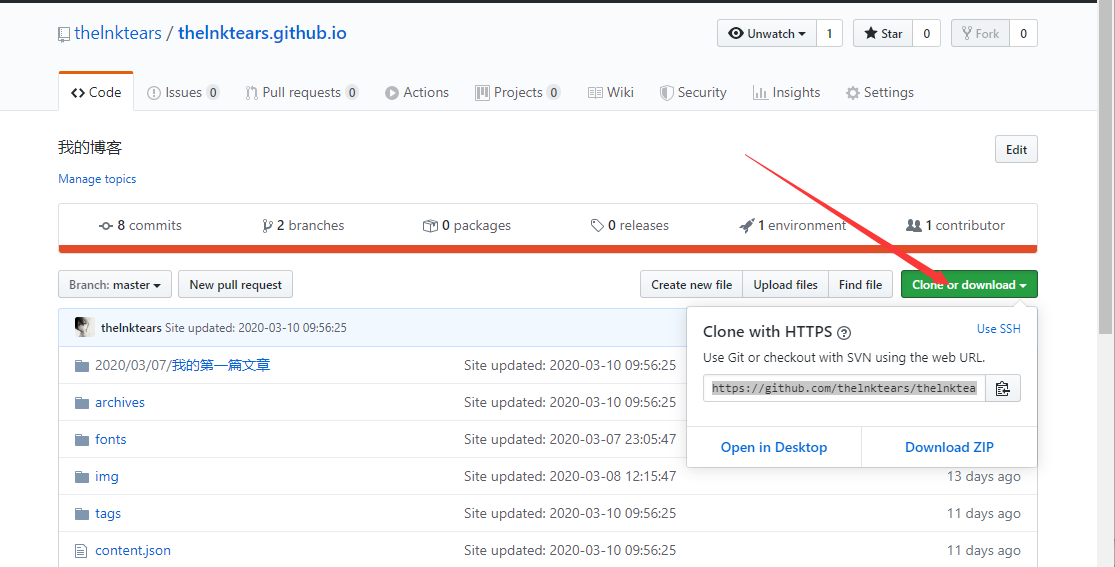 thelnktears / thelnktears.github.io
Unwatch 1 Star 0 Fork 0
Code Issues 0 Pull requests 0 Actions Projects 0 Wiki Security Insights Settings
我的博客
Edit
Manage topics
8 commits 2 branches 0 packages 0 releases 1 environment 1 contributor
Branch: master New pull request Create new file Upload files Find file Clone or download
thelnktears Site updated: 2020-03-10 09:56:25
Clone with HTTPS Use SSH
Use Git or checkout with SVN using the web URL.
https://github.com/thelnktears/thelnktea
Open in Desktop Download ZIP
2020/03/07/我的第一篇文章 Site updated: 2020-03-10 09:56:25
archives Site updated: 2020-03-10 09:56:25
fonts Site updated: 2020-03-07 23:05:47
img Site updated: 2020-03-08 12:15:47 13 days ago
tags Site updated: 2020-03-10 09:56:25 11 days ago
content.json Site updated: 2020-03-10 09:56:25 11 days ago